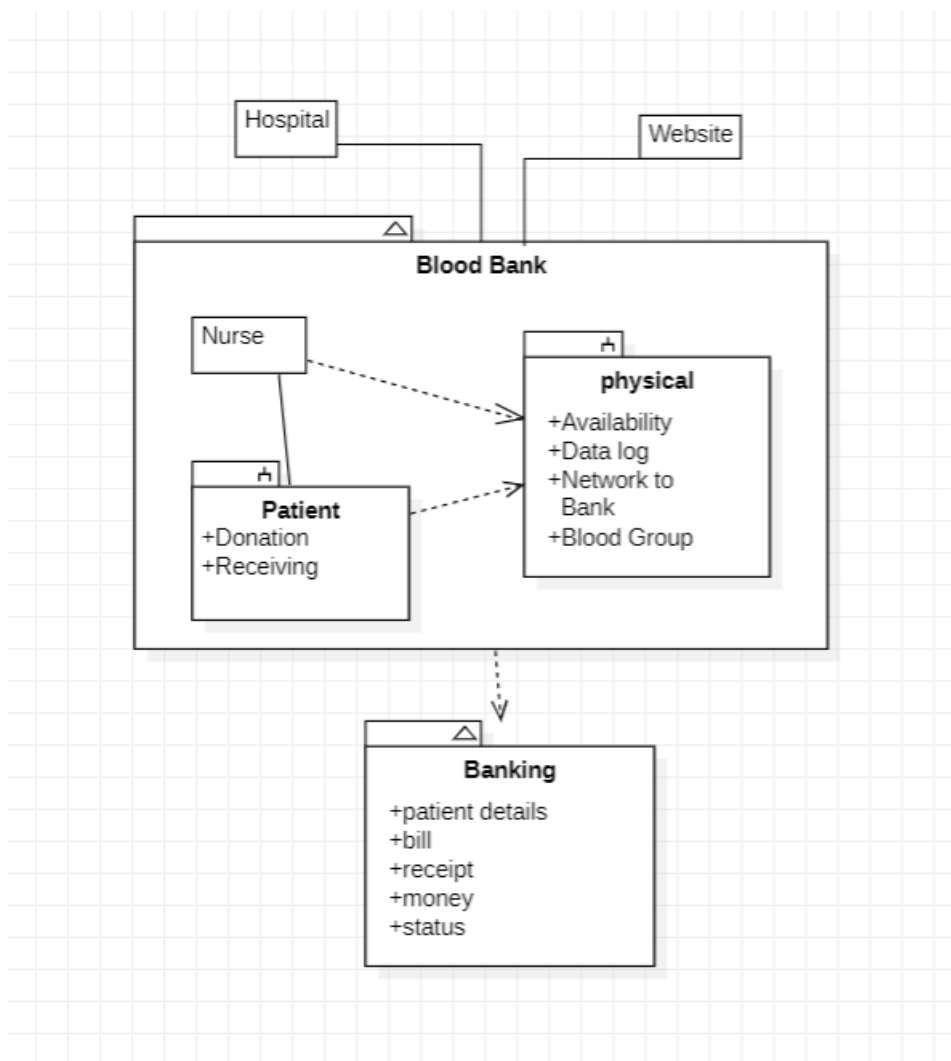 Hospital
Website
Blood Bank
Nurse
physical
+Availability
+Data log
+Network to
Bank
+Blood Group
Patient
+Donation
+Receiving
Banking
+patient details
+bill
+receipt
+money
+status